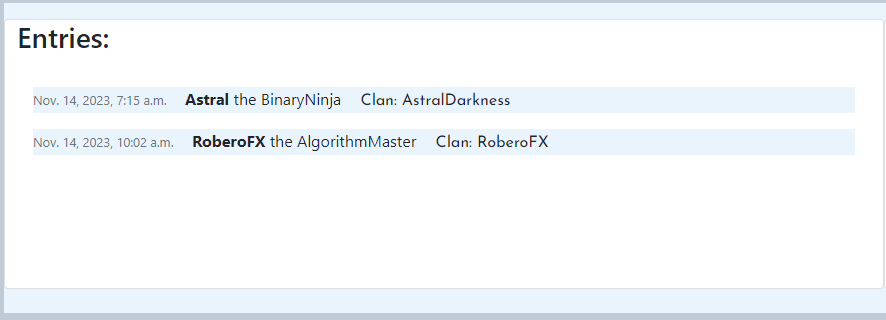 Entries:
Nov. 14, 2023, 7:15 a.m. Astral the BinaryNinja Clan: AstralDarkness
Nov. 14, 2023, 10:02 a.m. RoberoFX the AlgorithmMaster Clan: RoberoFX